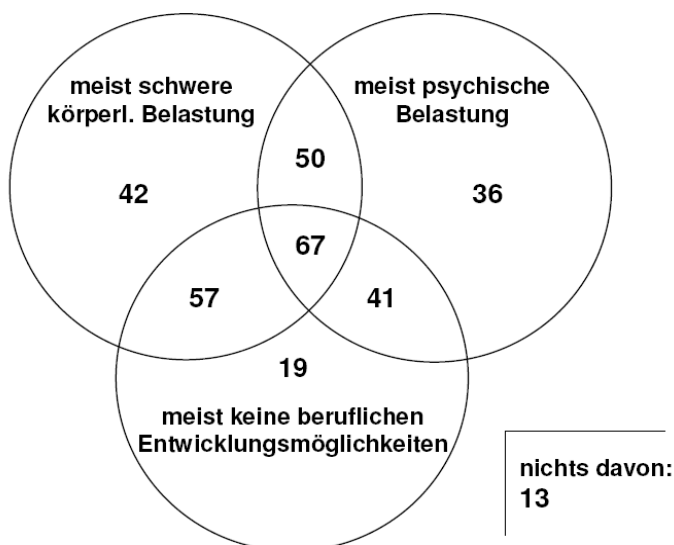 meist schwere
körperl. Belastung
meist psychische
Belastung
50
42
36
67
57
41
19
meist keine beruflichen
Entwicklungsmöglichkeiten
nichts davon:
13